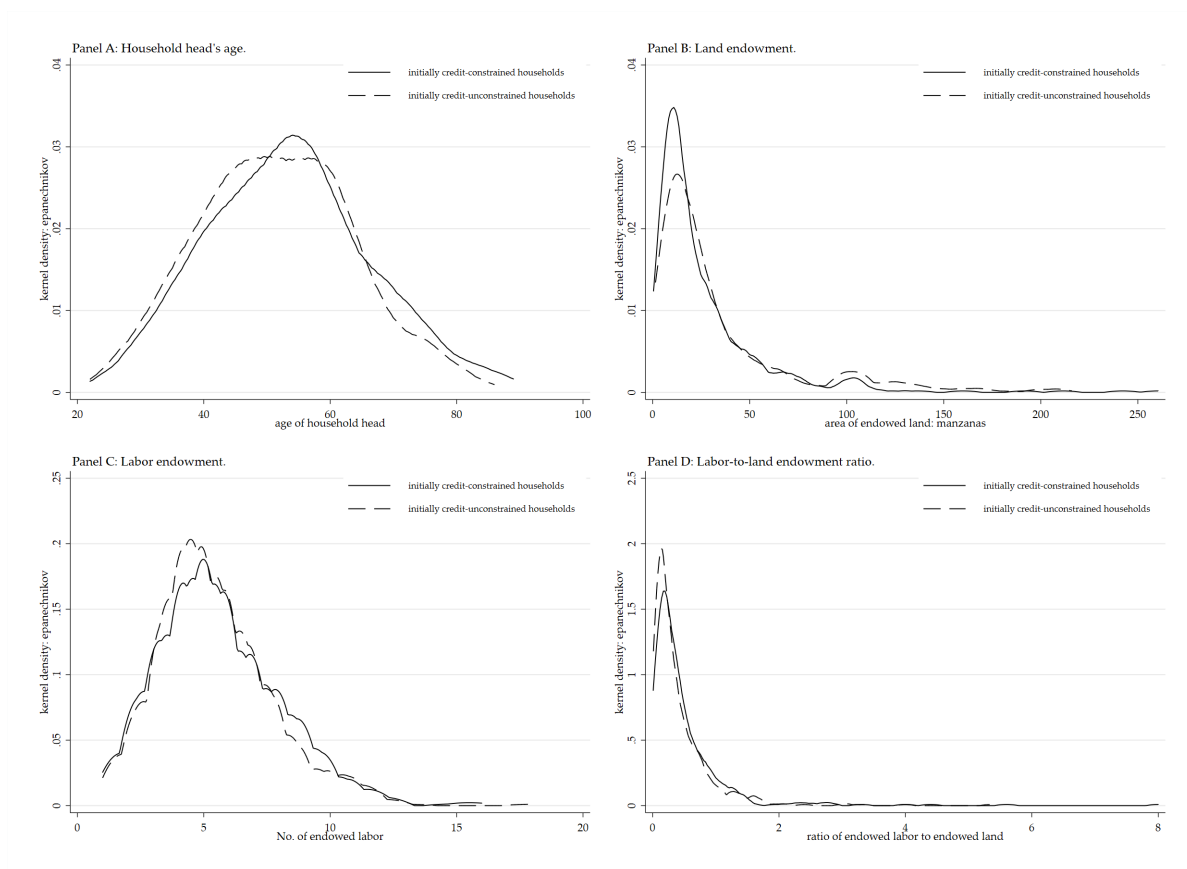 Panel A: Household head's age.
initially credit-constrained households
initially credit-unconstrained households
kernel density: epanechnikov
.04
.03
.02
.01
0
20 40 60 80 100
age of household head
Panel B: Land endowment.
initially credit-constrained households
initially credit-unconstrained households
kernel density: epanechnikov
.04
.03
.02
.01
0
0 50 100 150 200 250
area of endowed land: manzanas
Panel C: Labor endowment.
initially credit-constrained households
initially credit-unconstrained households
kernel density: epanechnikov
.25
.2
.15
.1
.05
0
0 5 10 15 20
No. of endowed labor
Panel D: Labor-to-land endowment ratio.
initially credit-constrained households
initially credit-unconstrained households
kernel density: epanechnikov
2.5
2
1.5
1
.5
0
0 2 4 6 8
ratio of endowed labor to endowed land